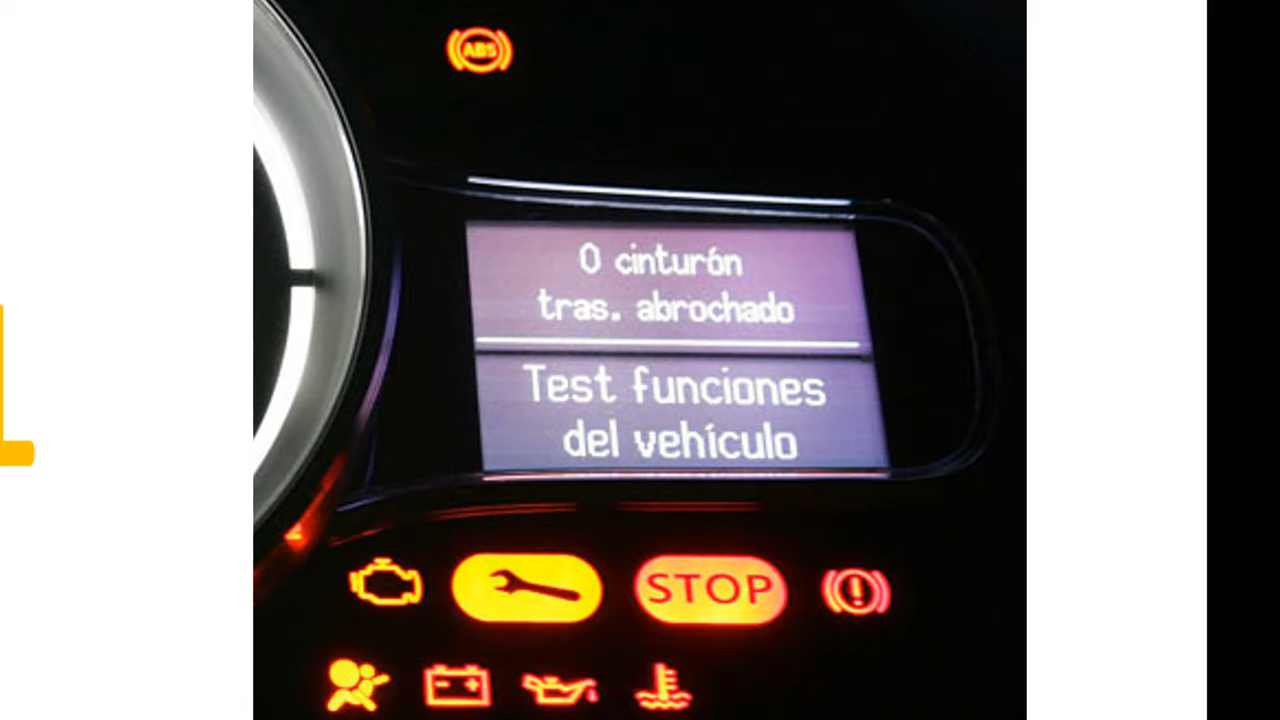 ABS
0 cinturón
tras. abrochado
Test funciones
del vehículo
STOP